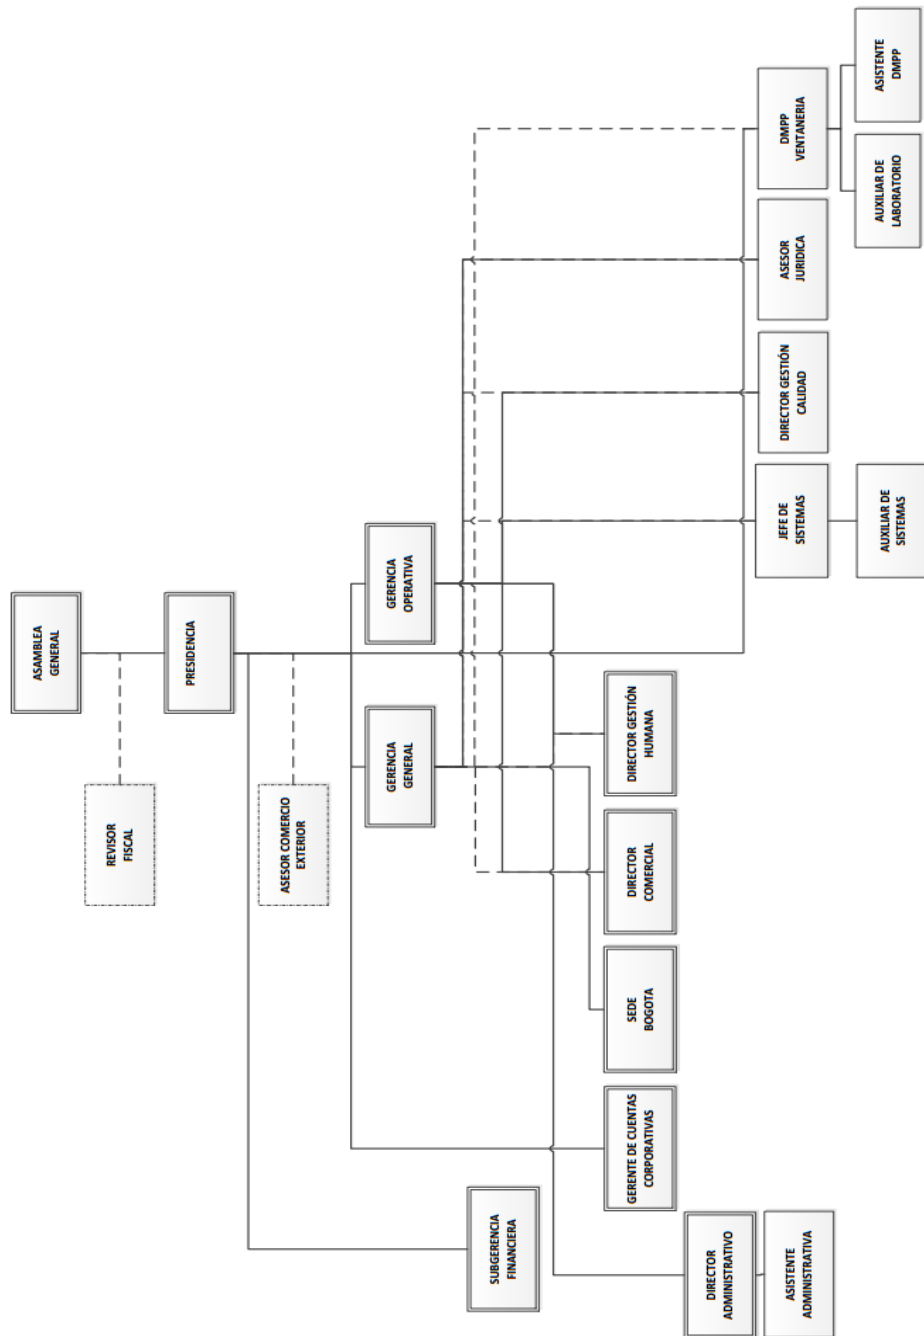 ASAMBLEA
GENERAL
REVISOR
FISCAL
PRESIDENCIA
ASESOR COMERCIO
EXTERIOR
GERENCIA
GENERAL
GERENCIA
OPERATIVA
SUBGERENCIA
FINANCIERA
GERENTE DE CUENTAS
CORPORATIVAS
SEDE
BOGOTA
DIRECTOR
COMERCIAL
DIRECTOR GESTIÓN
HUMANA
DIRECTOR
ADMINISTRATIVO
ASISTENTE
ADMINISTRATIVA
JEFE DE
SISTEMAS
DIRECTOR GESTIÓN
CALIDAD
ASESOR
JURIDICA
DMPP
VENTANERIA
AUXILIAR DE
SISTEMAS
AUXILIAR DE
LABORATORIO
ASISTENTE
DMPP